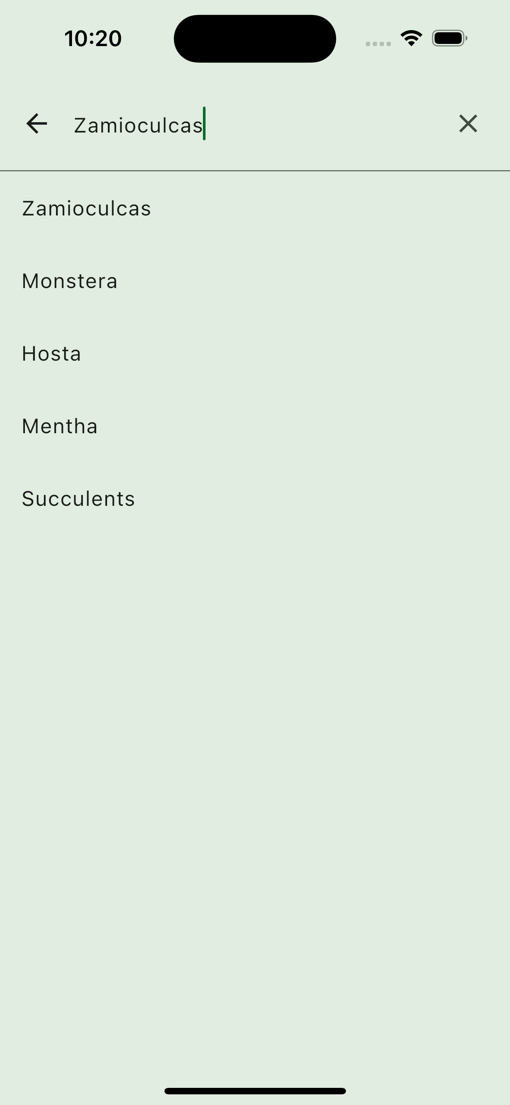 10:20
Zamioculcas
Zamioculcas
Monstera
Hosta
Mentha
Succulents